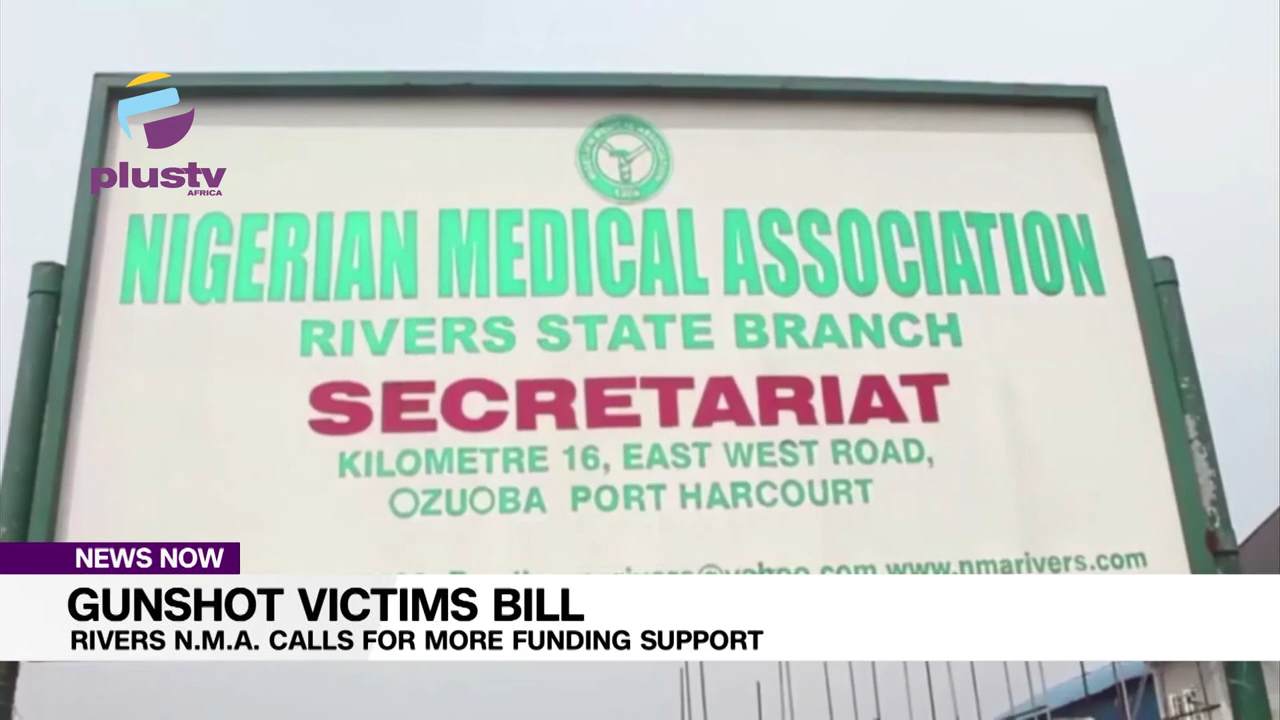 plustv
AFRICA
NIGERIAN MEDICAL ASSOCIATION
RIVERS STATE BRANCH
SECRETARIAT
KILOMETRE 16, EAST WEST ROAD,
OZUOBA PORT HARCOURT
www.nmarivers.com
NEWS NOW
GUNSHOT VICTIMS BILL
RIVERS N.M.A. CALLS FOR MORE FUNDING SUPPORT